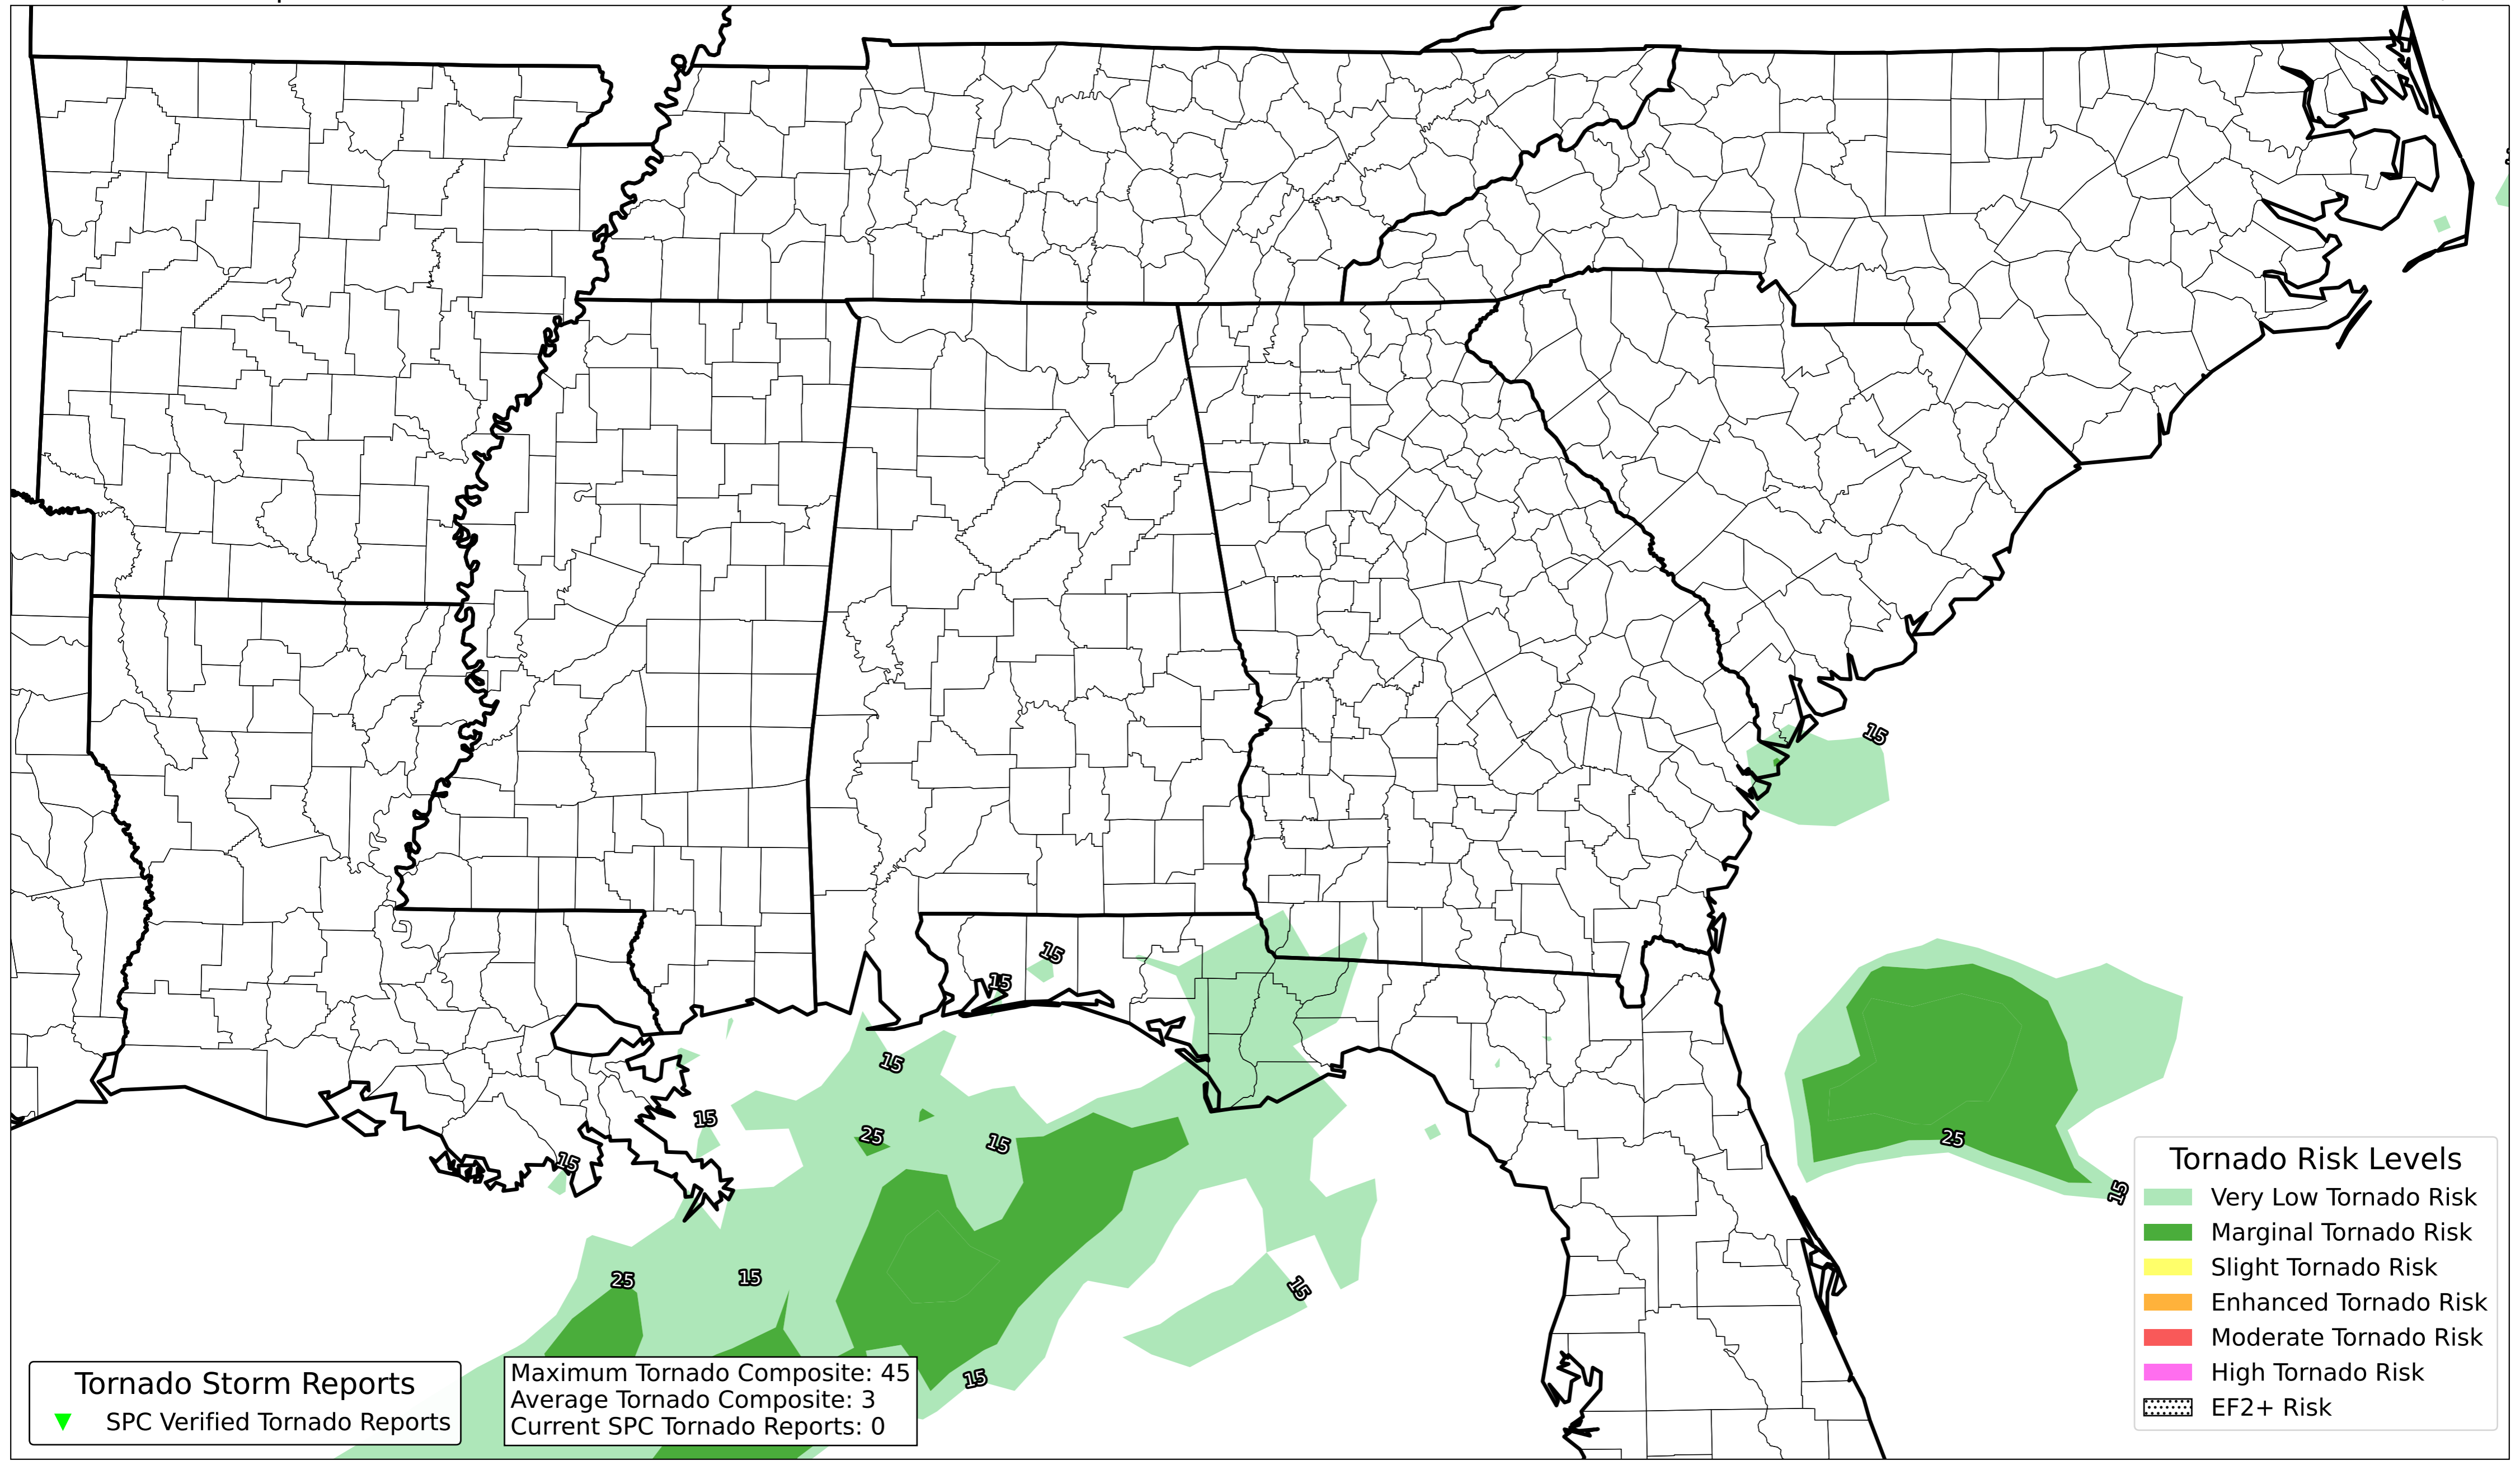 15
15
15
15
15
25
15
25
15
15
25
15
15
15
15
Tornado Risk Levels
Very Low Tornado Risk
Marginal Tornado Risk
Slight Tornado Risk
Enhanced Tornado Risk
Moderate Tornado Risk
High Tornado Risk
EF2+ Risk
Tornado Storm Reports
SPC Verified Tornado Reports
Maximum Tornado Composite: 45
Average Tornado Composite: 3
Current SPC Tornado Reports: 0